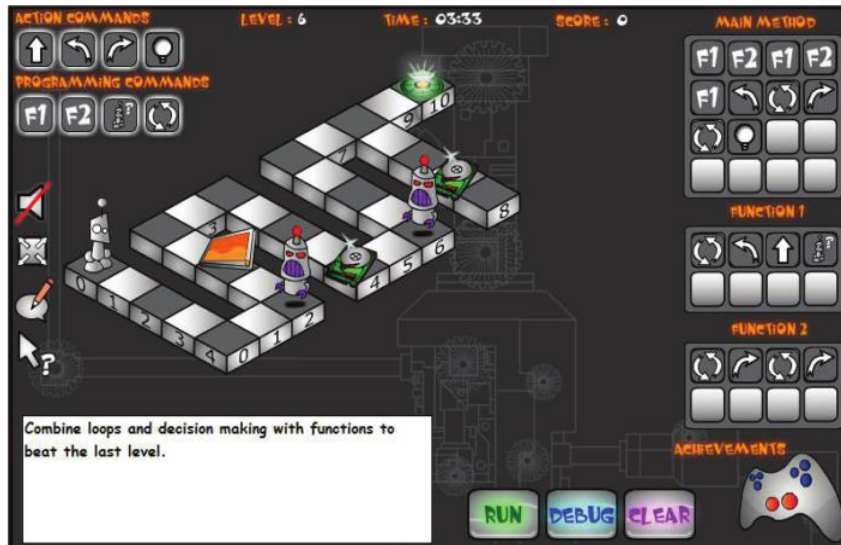 ACTION COMMANDS
LEVEL : 6
TIME : 03:33
SCORE : 0
MAIN METHOD
PROGRAMMING COMMANDS
F1 F2 ?
F1 F2 F1 F2
F1
FUNCTION 1
?
FUNCTION 2
10
9
7
8
3
6
5
4
0
1
2
3
4
0
1
2
?
Combine loops and decision making with functions to
beat the last level.
ACHIEVEMENTS
RUN DEBUG CLEAR